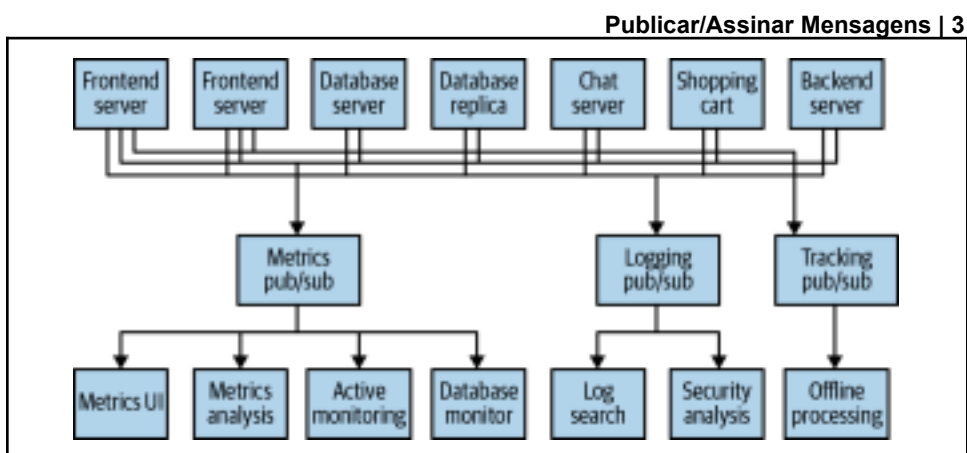 Publicar/Assinar Mensagens | 3
Frontend server
Frontend server
Database server
Database replica
Chat server
Shopping cart
Backend server
Metrics pub/sub
Logging pub/sub
Tracking pub/sub
Metrics UI
Metrics analysis
Active monitoring
Database monitor
Log search
Security analysis
Offline processing